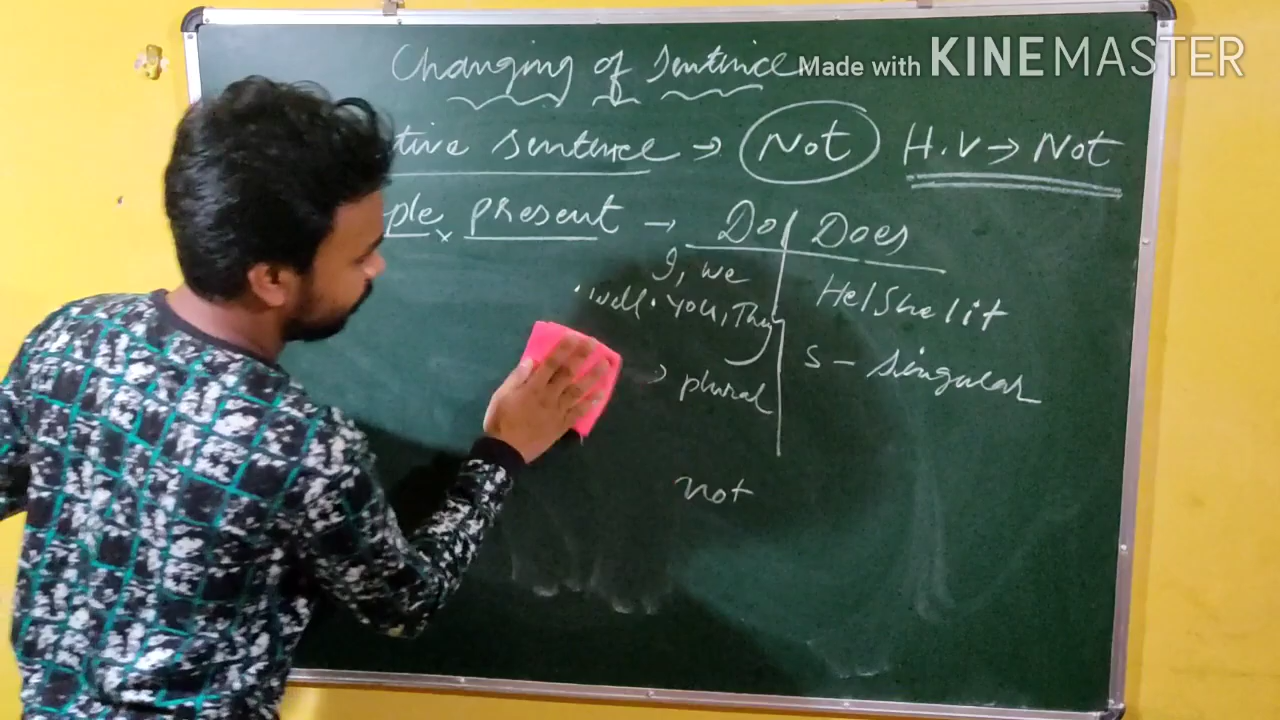 Changing of Sentence
Made with KINEMASTER
tive sentence → Not H.V → Not
ple x present → Do Does
I, we
He/She/it
well . You, They
S - singular
plural
not